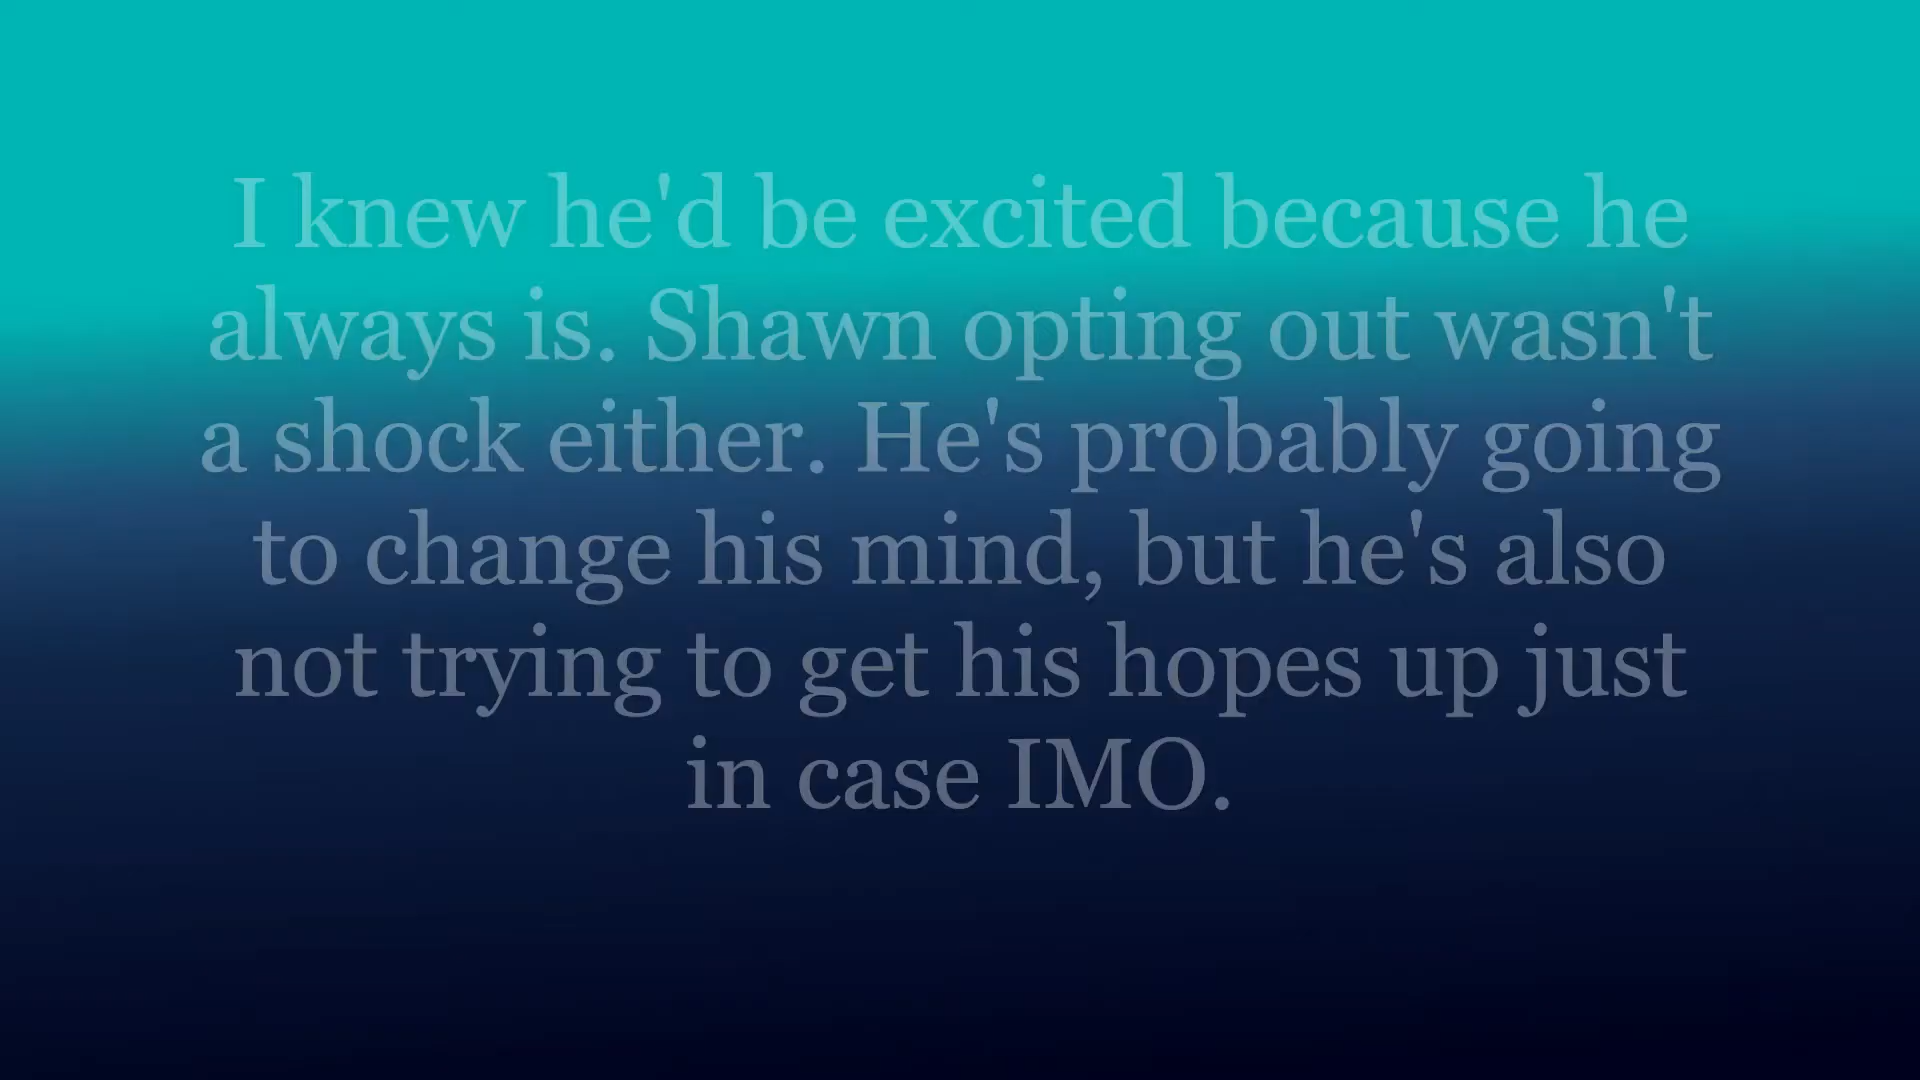 I knew he'd be excited because he
always is. Shawn opting out wasn't
a shock either. He's probably going
to change his mind, but he's also
not trying to get his hopes up just
in case IMO.